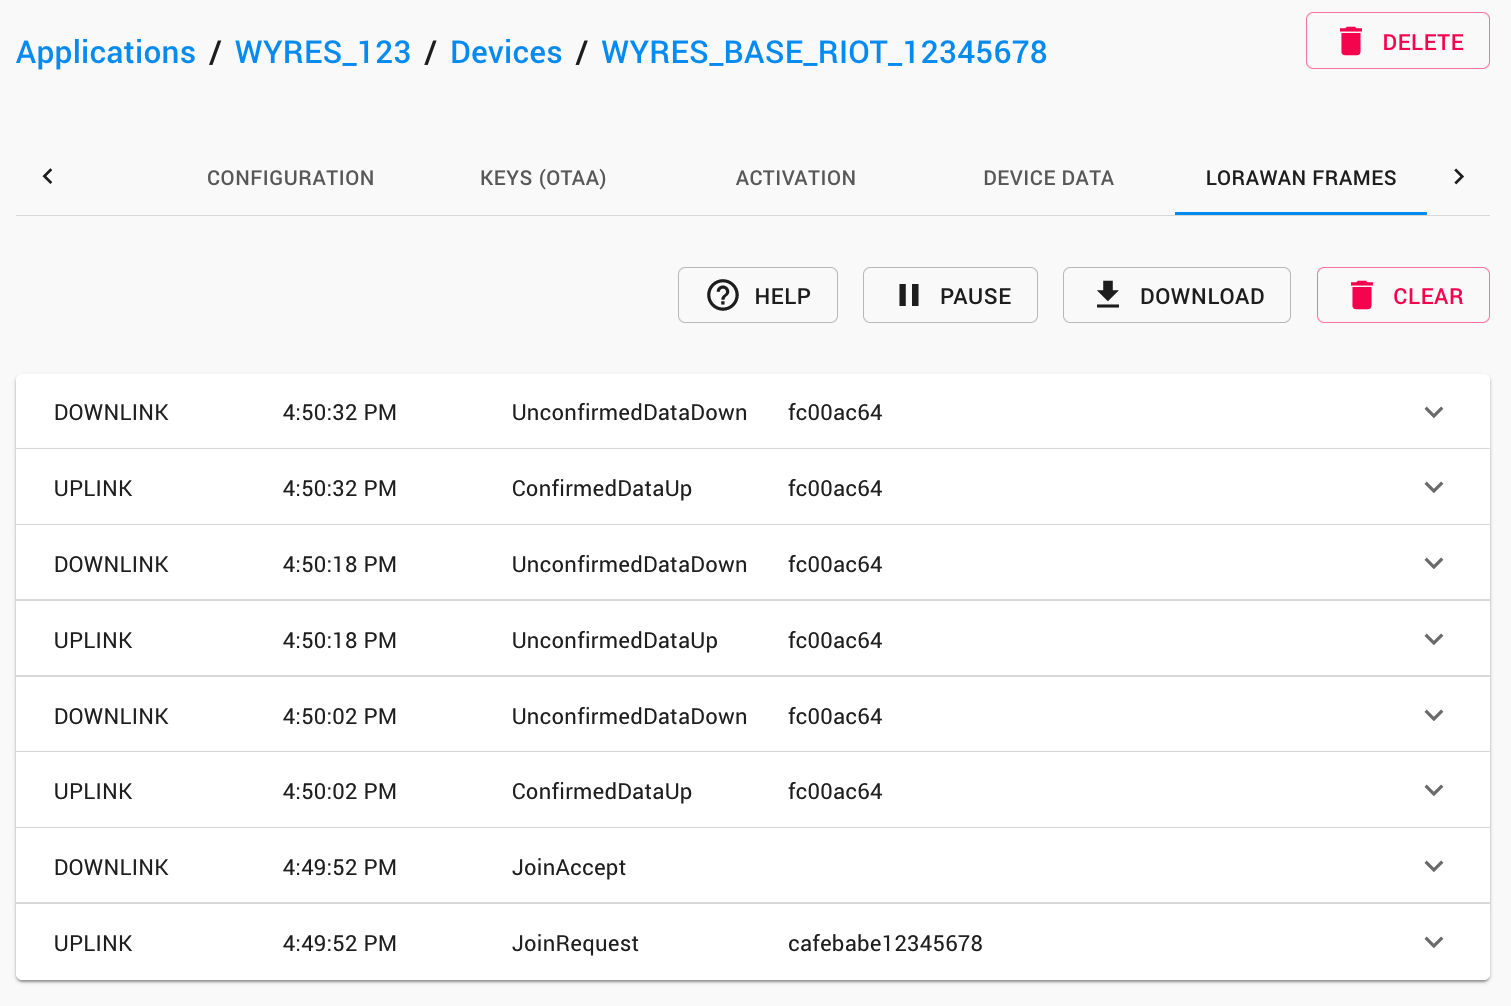 Applications / WYRES_123 / Devices / WYRES_BASE_RIOT_12345678
DELETE
CONFIGURATION KEYS (OTAA) ACTIVATION DEVICE DATA LORAWAN FRAMES
HELP PAUSE DOWNLOAD CLEAR
DOWNLINK 4:50:32 PM UnconfirmedDataDown fc00ac64
UPLINK 4:50:32 PM ConfirmedDataUp fc00ac64
DOWNLINK 4:50:18 PM UnconfirmedDataDown fc00ac64
UPLINK 4:50:18 PM UnconfirmedDataUp fc00ac64
DOWNLINK 4:50:02 PM UnconfirmedDataDown fc00ac64
UPLINK 4:50:02 PM ConfirmedDataUp fc00ac64
DOWNLINK 4:49:52 PM JoinAccept
UPLINK 4:49:52 PM JoinRequest cafebabe12345678